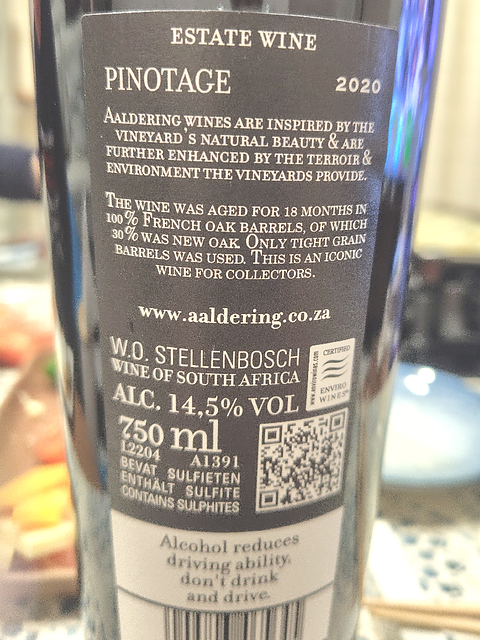 ESTATE WINE
PINOTAGE 2020
AALDERING WINES ARE INSPIRED BY THE
VINEYARD'S NATURAL BEAUTY & ARE
FURTHER ENHANCED BY THE TERROIR &
ENVIRONMENT THE VINEYARDS PROVIDE.
THE WINE WAS AGED FOR 18 MONTHS IN
100% FRENCH OAK BARRELS, OF WHICH
30% WAS NEW OAK. ONLY TIGHT GRAIN
BARRELS WAS USED. THIS IS AN ICONIC
WINE FOR COLLECTORS.
www.aaldering.co.za
W.O. STELLENBOSCH
WINE OF SOUTH AFRICA
CERTIFIED
ENVIRO
WINES
ALC. 14,5% VOL
750 ml
L2204 A1391
BEVAT SULFIETEN
ENTHÄLT SULFITE
CONTAINS SULPHITES
Alcohol reduces
driving ability,
don't drink
and drive.